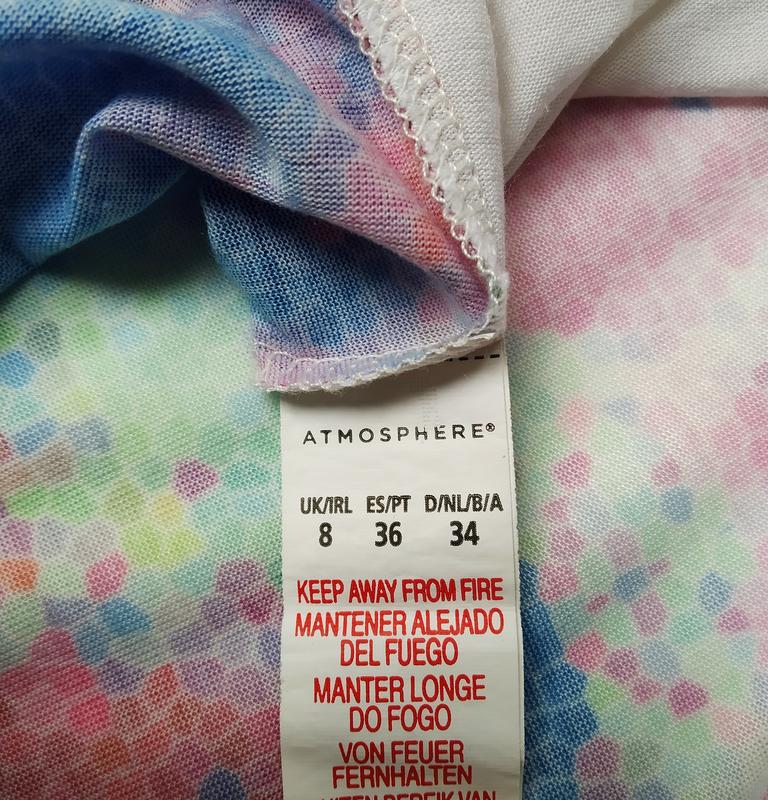 ATMOSPHERE®
UK/IRL ES/PT D/NL/B/A
8 36 34
KEEP AWAY FROM FIRE
MANTENER ALEJADO
DEL FUEGO
MANTER LONGE
DO FOGO
VON FEUER
FERNHALTEN